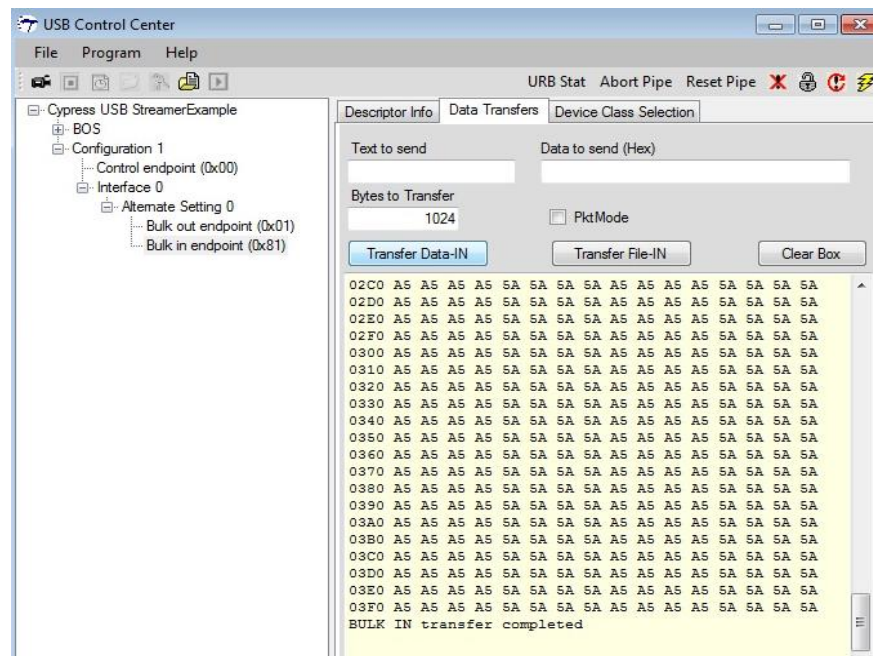 USB Control Center
File Program Help
URB Stat Abort Pipe Reset Pipe
Cypress USB StreamerExample
BOS
Configuration 1
Control endpoint (0x00)
Interface 0
Alternate Setting 0
Bulk out endpoint (0x01)
Bulk in endpoint (0x81)
Descriptor Info Data Transfers Device Class Selection
Text to send Data to send (Hex)
Bytes to Transfer
1024 PktMode
Transfer Data-IN Transfer File-IN Clear Box
02C0 A5 A5 A5 A5 5A 5A 5A 5A A5 A5 A5 A5 5A 5A 5A 5A
02D0 A5 A5 A5 A5 5A 5A 5A 5A A5 A5 A5 A5 5A 5A 5A 5A
02E0 A5 A5 A5 A5 5A 5A 5A 5A A5 A5 A5 A5 5A 5A 5A 5A
02F0 A5 A5 A5 A5 5A 5A 5A 5A A5 A5 A5 A5 5A 5A 5A 5A
0300 A5 A5 A5 A5 5A 5A 5A 5A A5 A5 A5 A5 5A 5A 5A 5A
0310 A5 A5 A5 A5 5A 5A 5A 5A A5 A5 A5 A5 5A 5A 5A 5A
0320 A5 A5 A5 A5 5A 5A 5A 5A A5 A5 A5 A5 5A 5A 5A 5A
0330 A5 A5 A5 A5 5A 5A 5A 5A A5 A5 A5 A5 5A 5A 5A 5A
0340 A5 A5 A5 A5 5A 5A 5A 5A A5 A5 A5 A5 5A 5A 5A 5A
0350 A5 A5 A5 A5 5A 5A 5A 5A A5 A5 A5 A5 5A 5A 5A 5A
0360 A5 A5 A5 A5 5A 5A 5A 5A A5 A5 A5 A5 5A 5A 5A 5A
0370 A5 A5 A5 A5 5A 5A 5A 5A A5 A5 A5 A5 5A 5A 5A 5A
0380 A5 A5 A5 A5 5A 5A 5A 5A A5 A5 A5 A5 5A 5A 5A 5A
0390 A5 A5 A5 A5 5A 5A 5A 5A A5 A5 A5 A5 5A 5A 5A 5A
03A0 A5 A5 A5 A5 5A 5A 5A 5A A5 A5 A5 A5 5A 5A 5A 5A
03B0 A5 A5 A5 A5 5A 5A 5A 5A A5 A5 A5 A5 5A 5A 5A 5A
03C0 A5 A5 A5 A5 5A 5A 5A 5A A5 A5 A5 A5 5A 5A 5A 5A
03D0 A5 A5 A5 A5 5A 5A 5A 5A A5 A5 A5 A5 5A 5A 5A 5A
03E0 A5 A5 A5 A5 5A 5A 5A 5A A5 A5 A5 A5 5A 5A 5A 5A
03F0 A5 A5 A5 A5 5A 5A 5A 5A A5 A5 A5 A5 5A 5A 5A 5A
BULK IN transfer completed